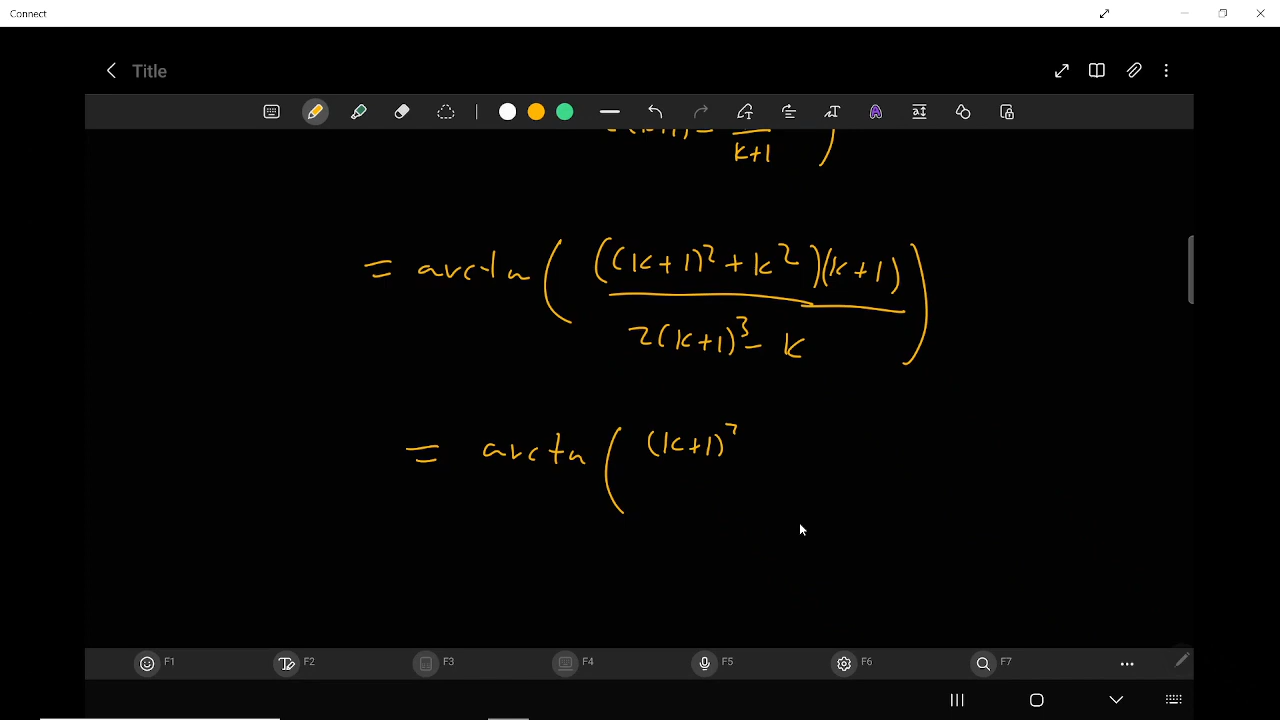 Connect
Title
k+1
= arctan( ((k+1)² + k²)(k+1) / 2(k+1)³ - k )
= arctan( (k+1)
F1 F2 F3 F4 F5 F6 F7